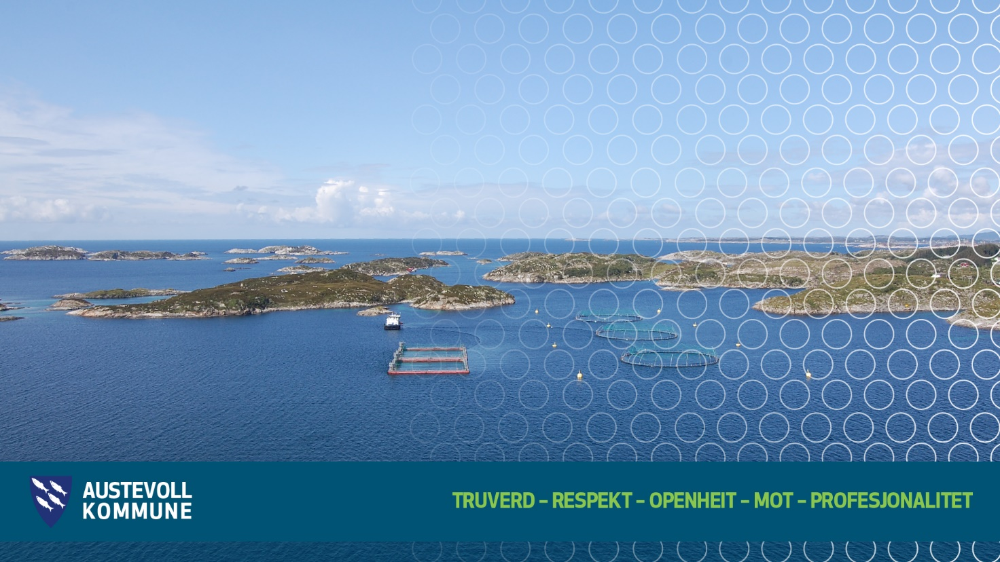 AUSTEVOLL
KOMMUNE
TRUVERD – RESPEKT – OPENHEIT – MOT – PROFESJONALITET